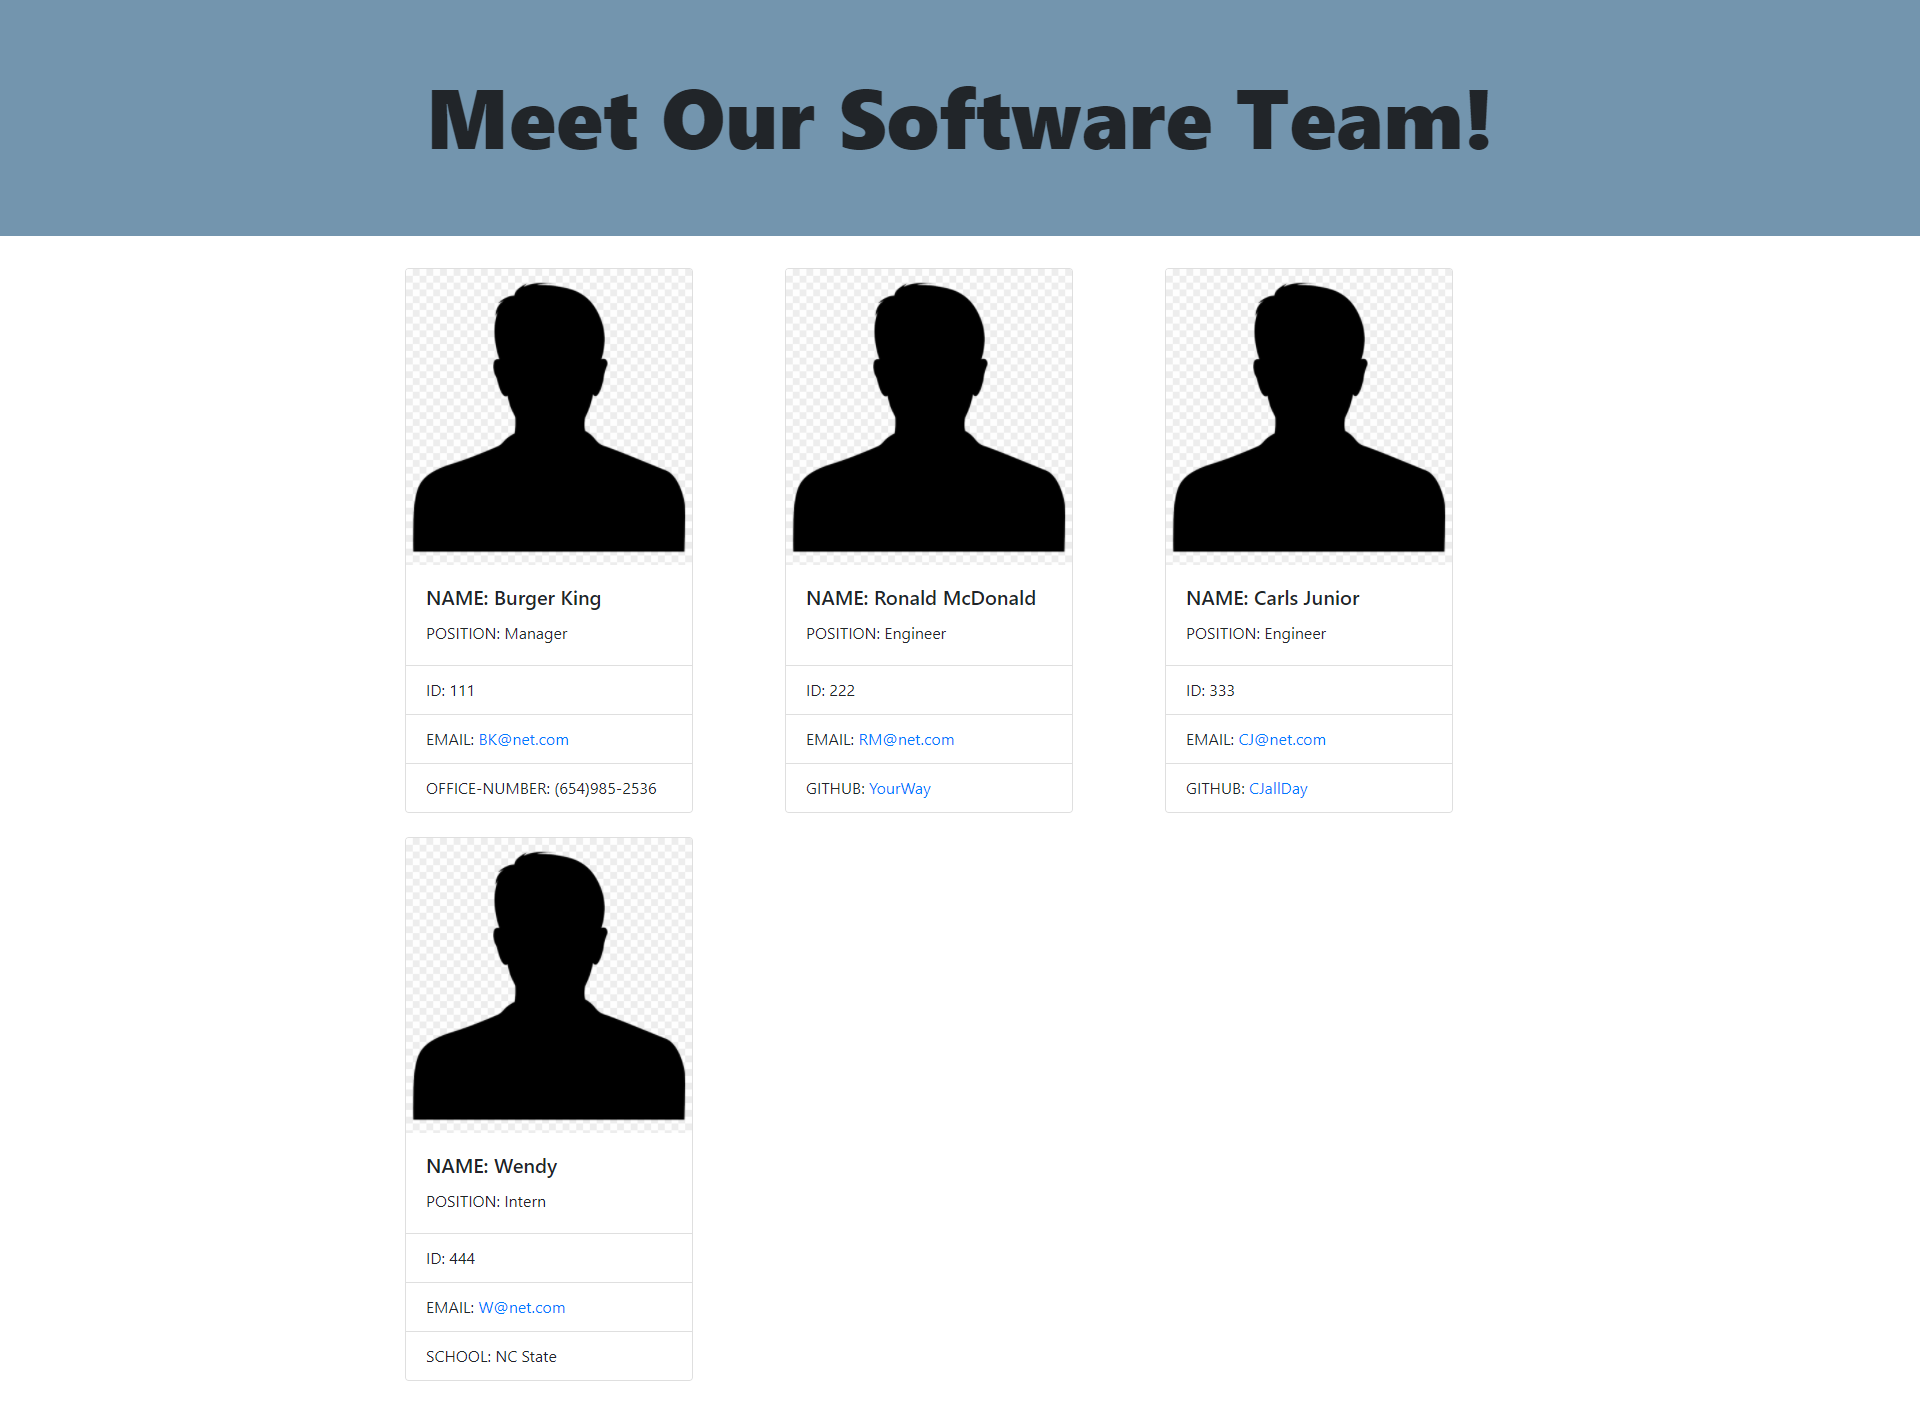 Meet Our Software Team!
NAME: Burger King
POSITION: Manager
ID: 111
EMAIL: BK@net.com
OFFICE-NUMBER: (654)985-2536
NAME: Ronald McDonald
POSITION: Engineer
ID: 222
EMAIL: RM@net.com
GITHUB: YourWay
NAME: Carls Junior
POSITION: Engineer
ID: 333
EMAIL: CJ@net.com
GITHUB: CJallDay
NAME: Wendy
POSITION: Intern
ID: 444
EMAIL: W@net.com
SCHOOL: NC State